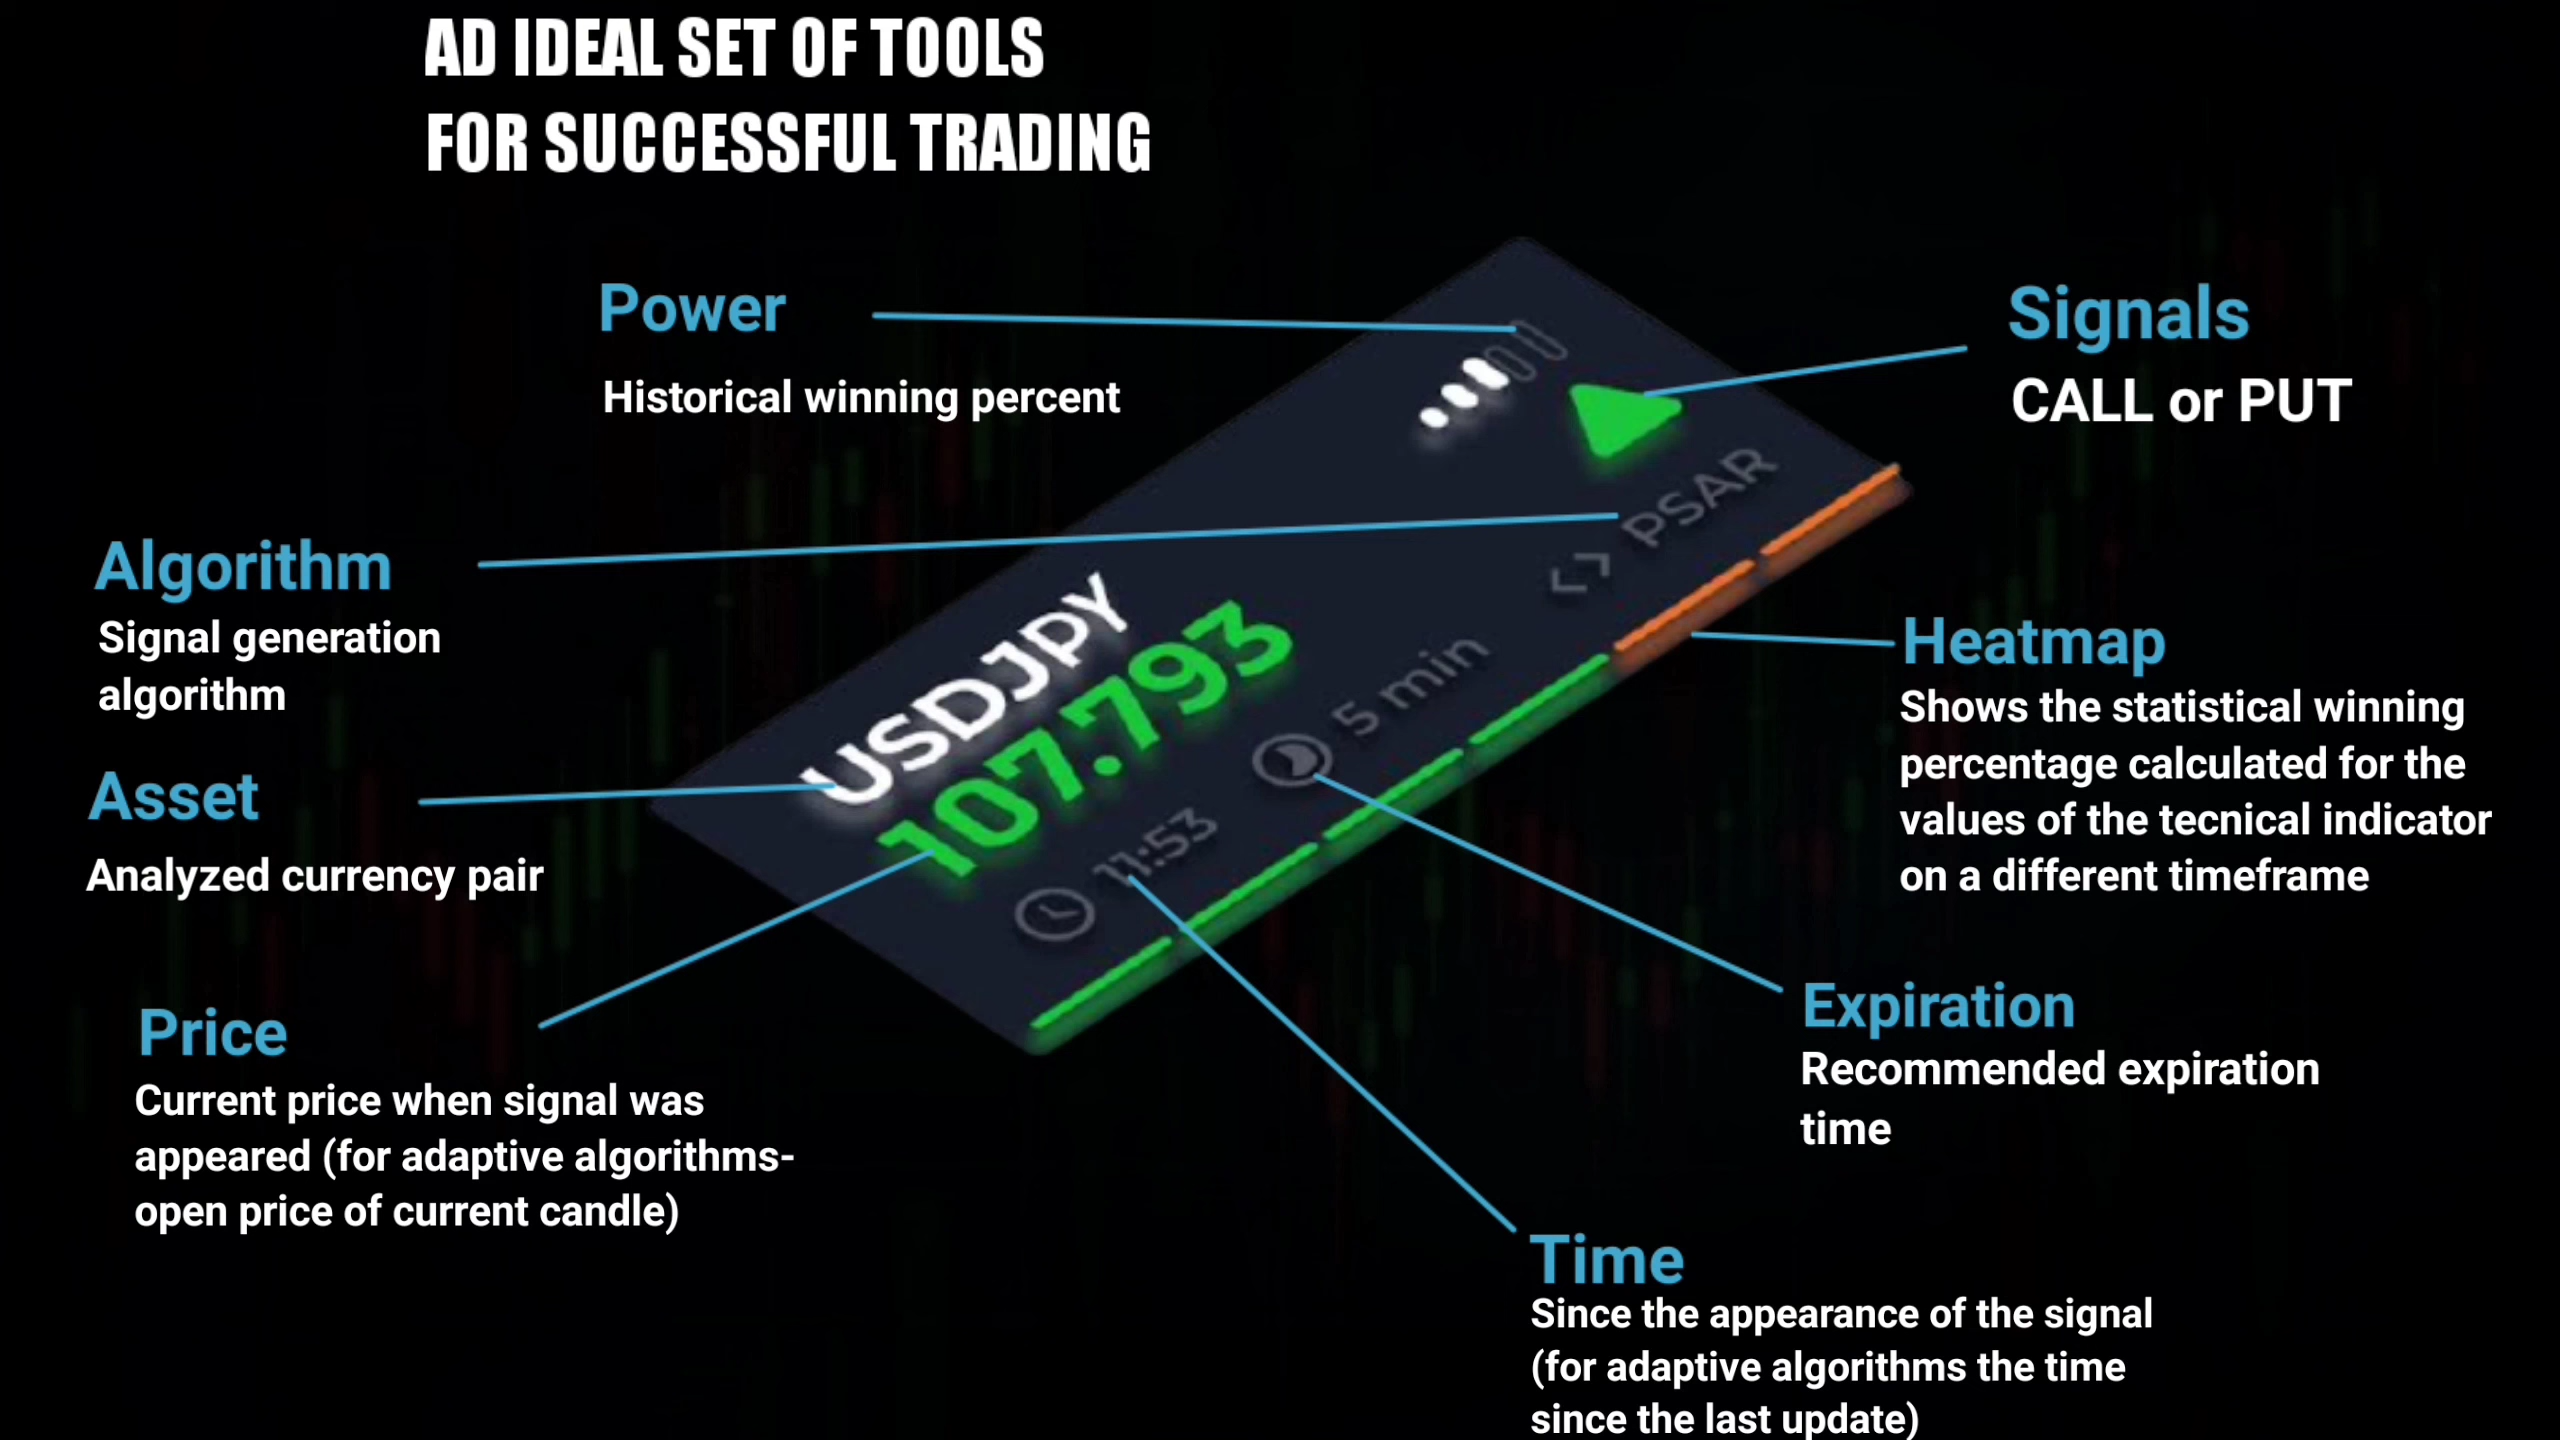 AD IDEAL SET OF TOOLS
FOR SUCCESSFUL TRADING
Power
Historical winning percent
Signals
CALL or PUT
Algorithm
Signal generation
algorithm
Asset
Analyzed currency pair
Price
Current price when signal was
appeared (for adaptive algorithms-
open price of current candle)
USDJPY
107.793
11:53
5 min
PSAR
Heatmap
Shows the statistical winning
percentage calculated for the
values of the tecnical indicator
on a different timeframe
Expiration
Recommended expiration
time
Time
Since the appearance of the signal
(for adaptive algorithms the time
since the last update)